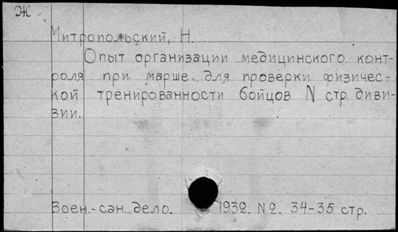 Ж
Митропольский, Н.
Опыт организации медицинского конт-
роля при марше для проверки физичес-
кой тренированности бойцов N стр. диви-
зии.
Воен.-сан. дело. 1932. № 2. 34-35 стр.